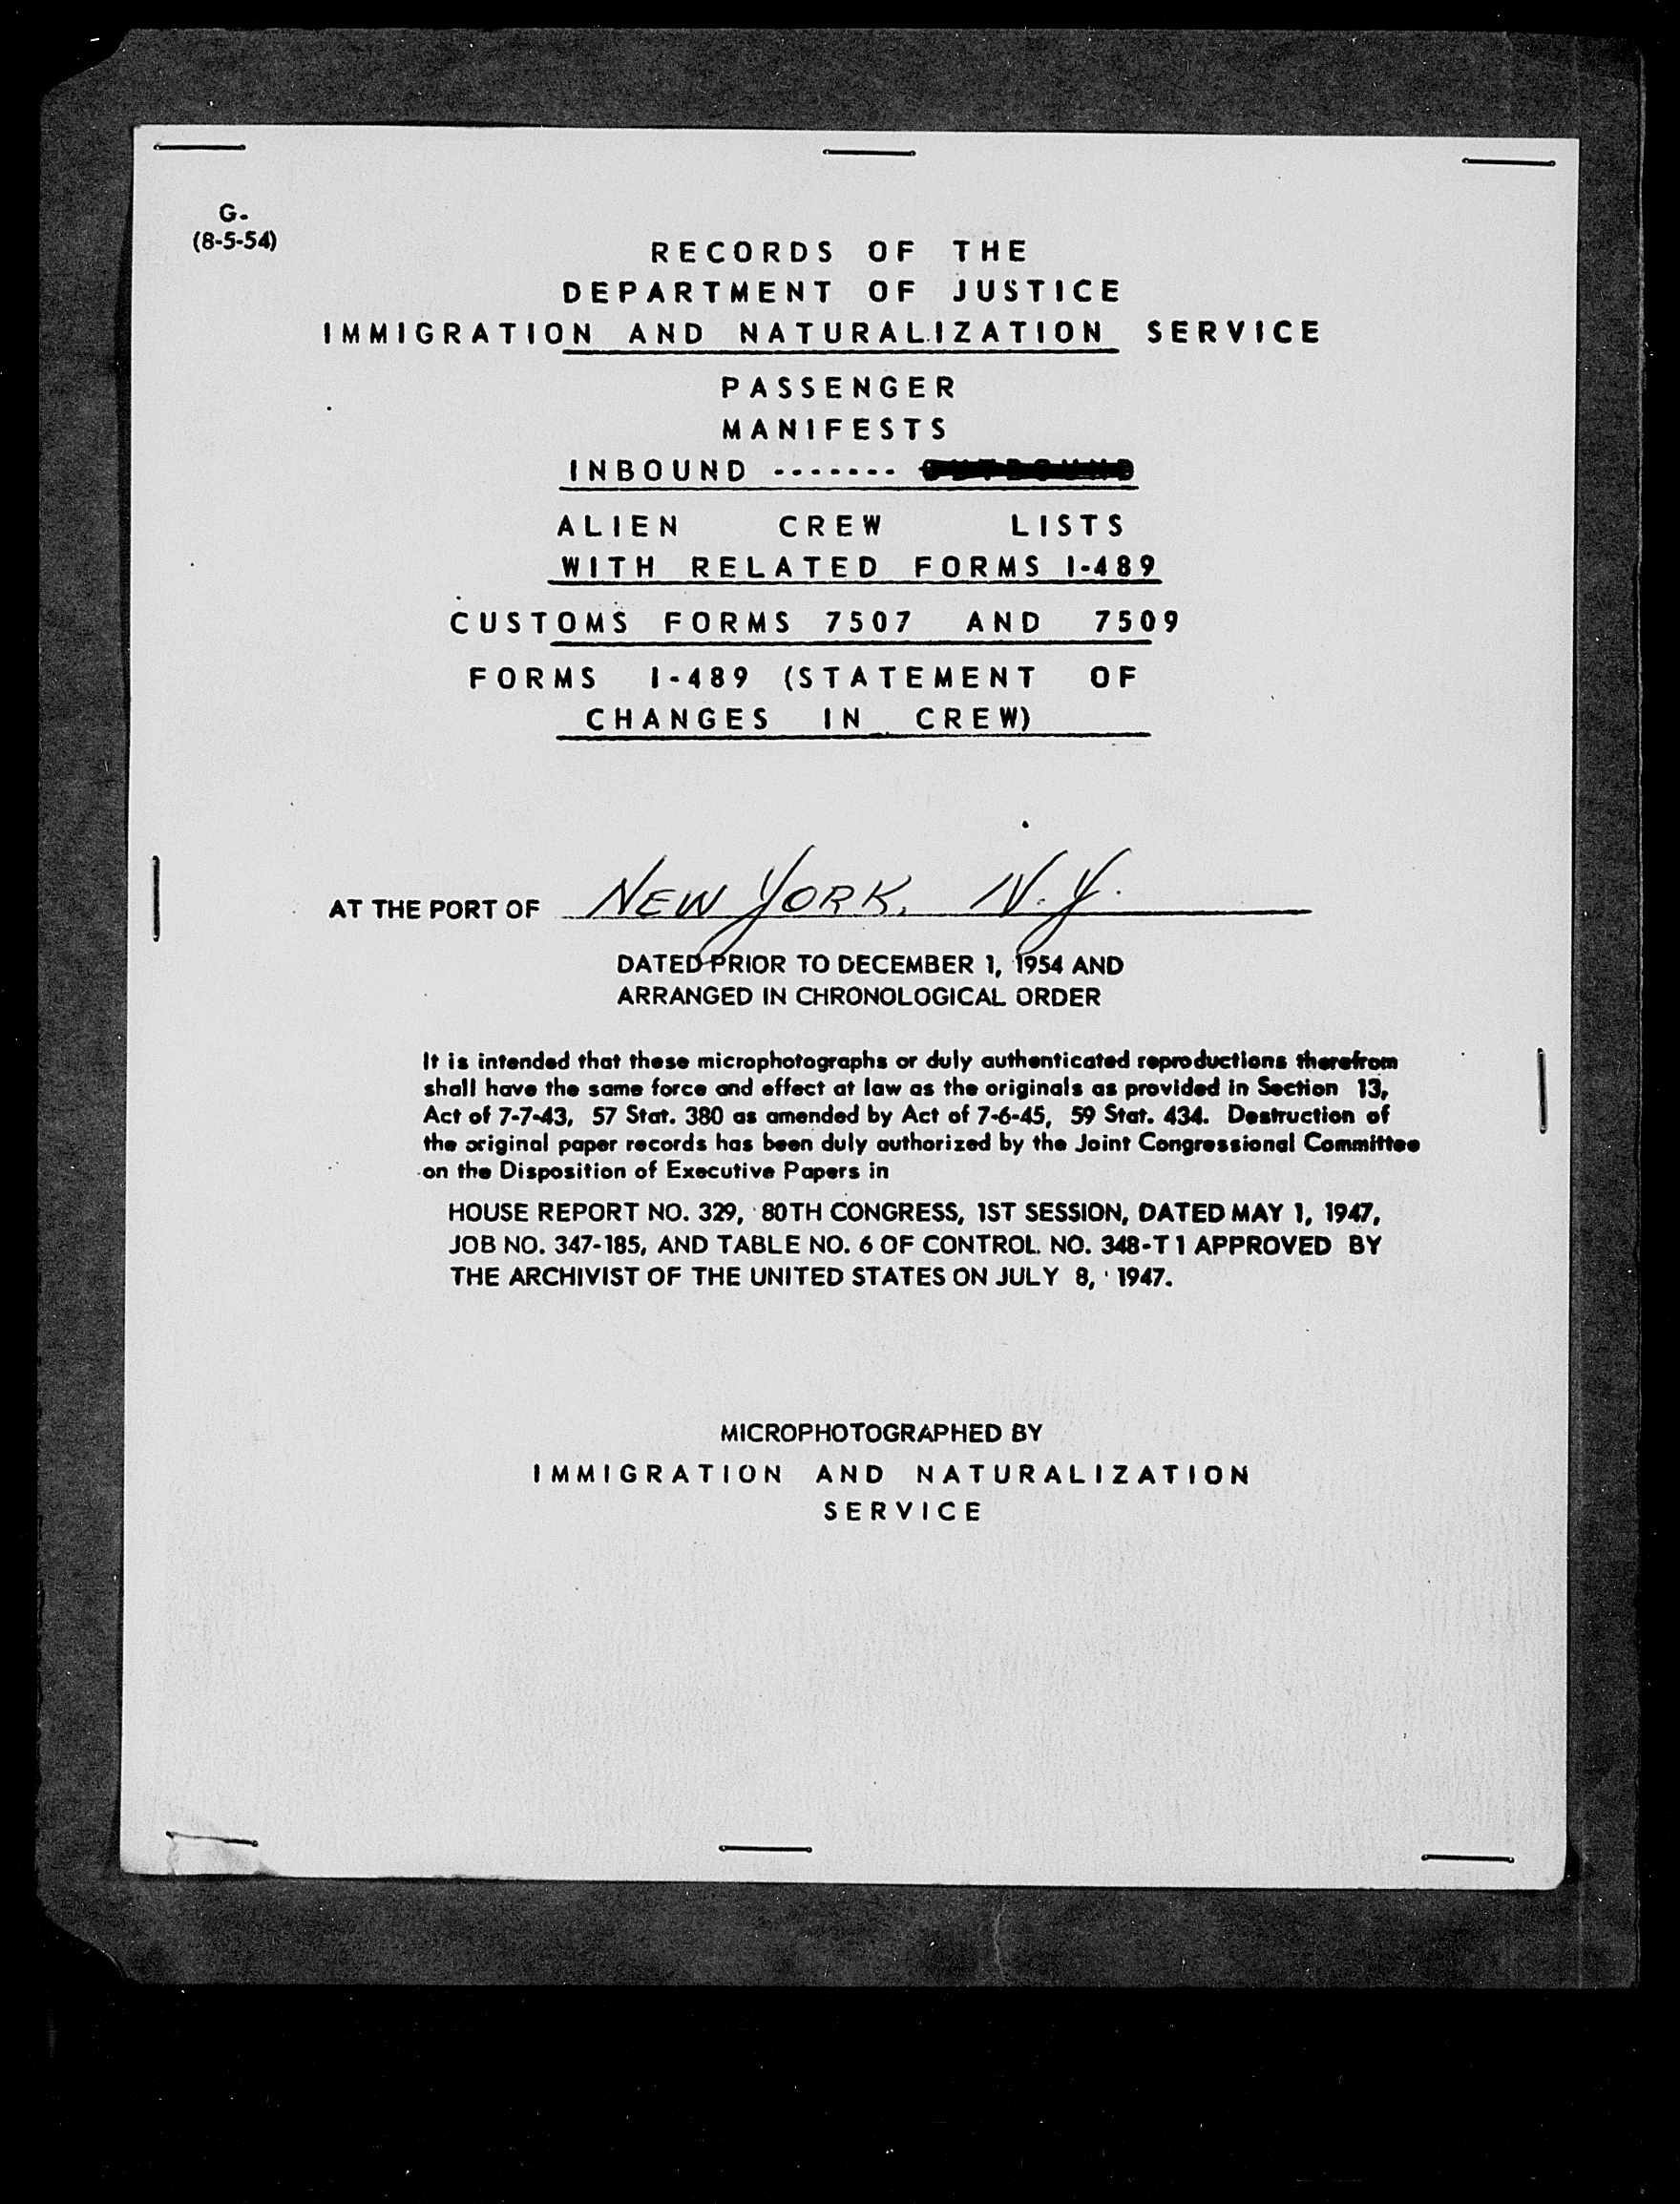 G-
(8-5-54)
RECORDS OF THE
DEPARTMENT OF JUSTICE
IMMIGRATION AND NATURALIZATION SERVICE
PASSENGER
MANIFESTS
INBOUND ------- OUTBOUND
ALIEN CREW LISTS
WITH RELATED FORMS I-489
CUSTOMS FORMS 7507 AND 7509
FORMS I-489 (STATEMENT OF
CHANGES IN CREW)
AT THE PORT OF NEW YORK, N.Y.
DATED PRIOR TO DECEMBER 1, 1954 AND
ARRANGED IN CHRONOLOGICAL ORDER
It is intended that these microphotographs or duly authenticated reproductions therefrom
shall have the same force and effect at law as the originals as provided in Section 13,
Act of 7-7-43, 57 Stat. 380 as amended by Act of 7-6-45, 59 Stat. 434. Destruction of
the original paper records has been duly authorized by the Joint Congressional Committee
on the Disposition of Executive Papers in
HOUSE REPORT NO. 329, 80TH CONGRESS, 1ST SESSION, DATED MAY 1, 1947,
JOB NO. 347-185, AND TABLE NO. 6 OF CONTROL NO. 348-T1 APPROVED BY
THE ARCHIVIST OF THE UNITED STATES ON JULY 8, 1947.
MICROPHOTOGRAPHED BY
IMMIGRATION AND NATURALIZATION
SERVICE